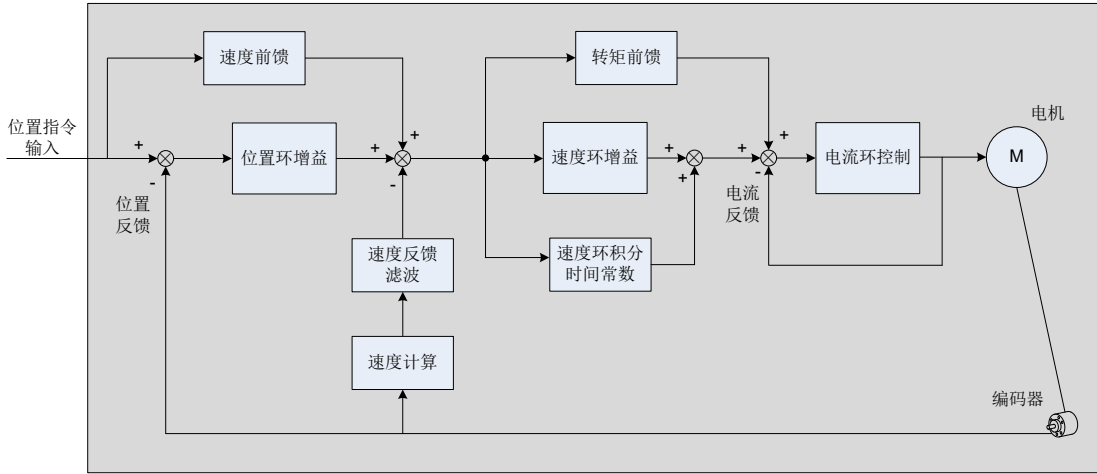 速度前馈
转矩前馈
位置指令
输入
+
-
位置
反馈
位置环增益
+
+
-
速度环增益
+
+
+
+
-
电流
反馈
电流环控制
电机
M
速度反馈
滤波
速度环积分
时间常数
速度计算
编码器